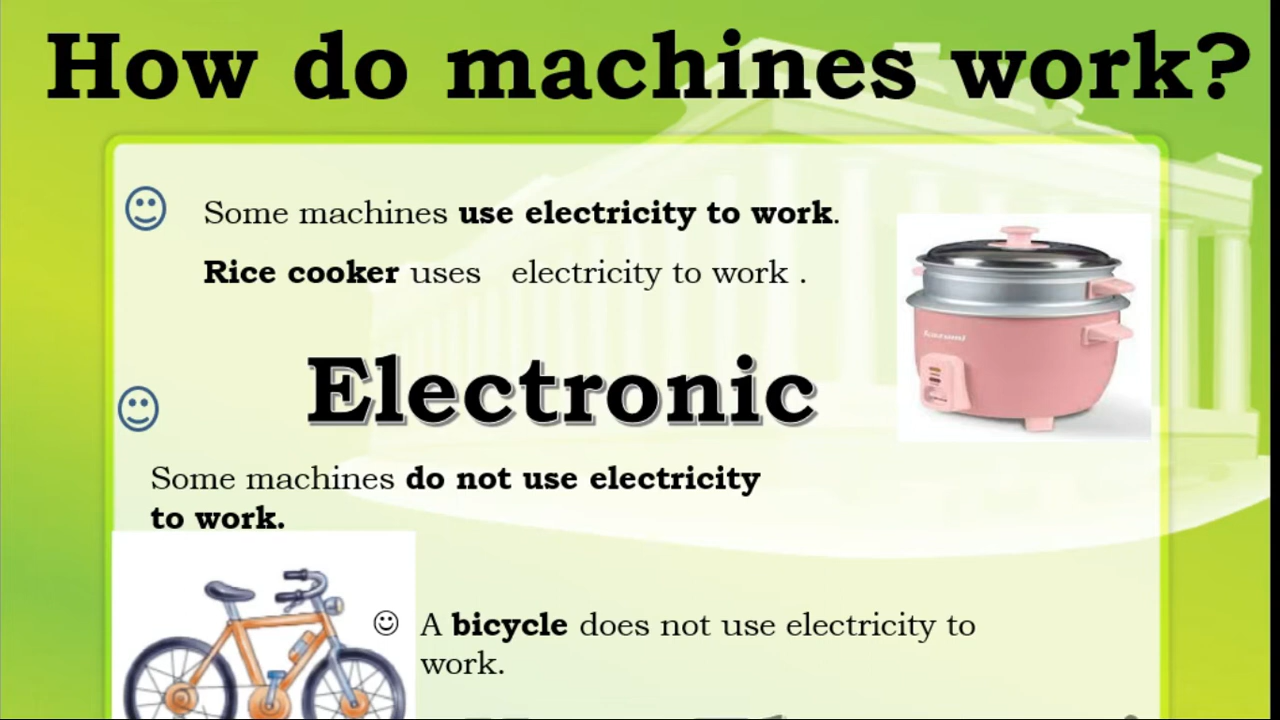 How do machines work?
Some machines use electricity to work.
Rice cooker uses electricity to work .
Electronic
Some machines do not use electricity
to work.
A bicycle does not use electricity to
work.